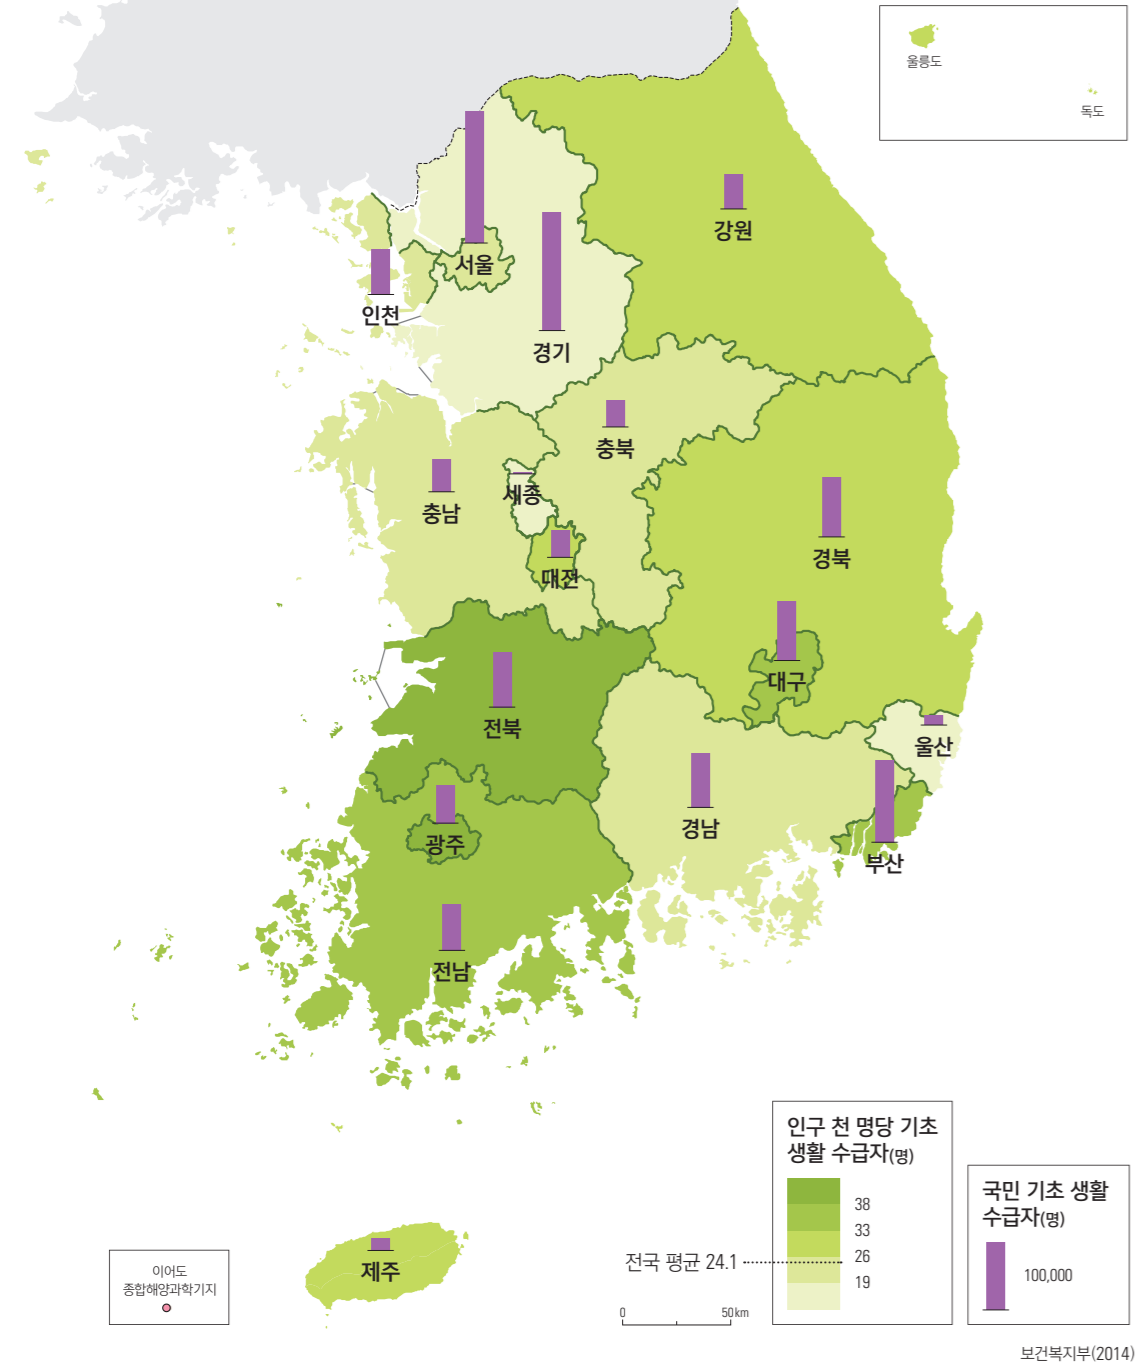 울릉도
독도
강원
서울
인천
경기
충북
세종
충남
경북
대전
대구
전북
울산
경남
광주
부산
전남
제주
이어도
종합해양과학기지
인구 천 명당 기초
생활 수급자(명)
38
33
26
19
전국 평균 24.1
국민 기초 생활
수급자(명)
100,000
0 50km
보건복지부(2014)